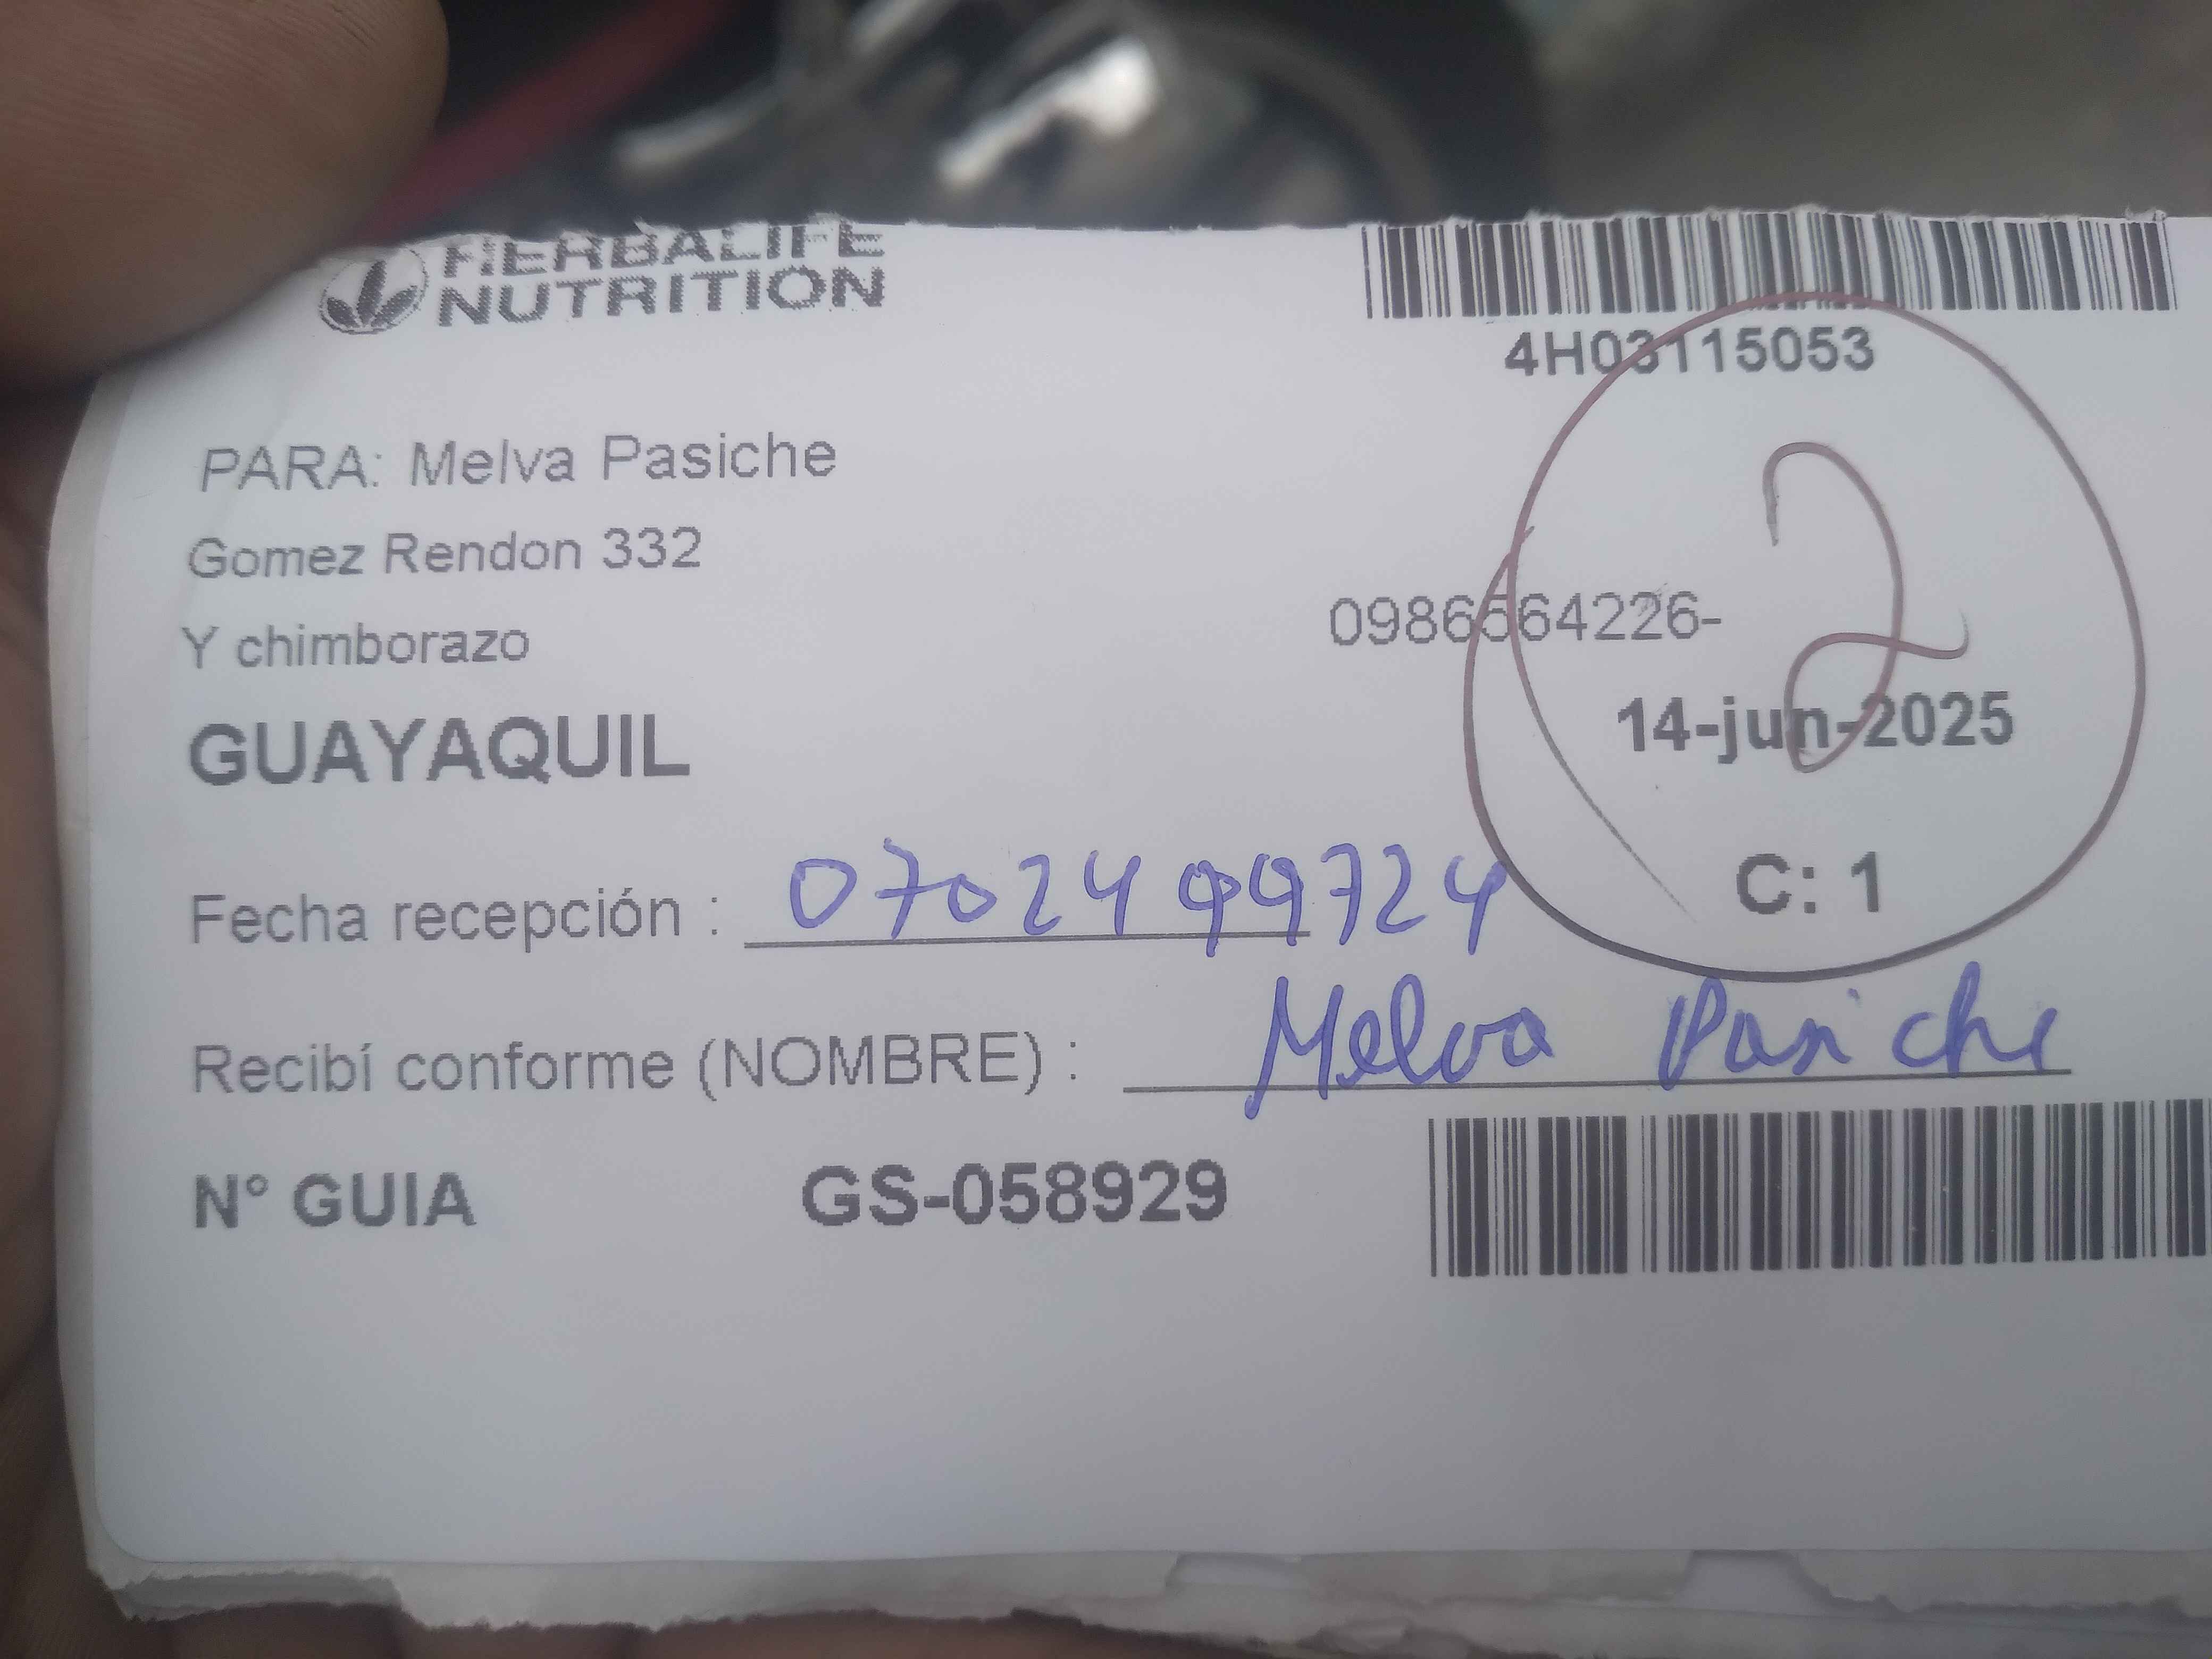 HERBALIFE
NUTRITION
4H03115053
PARA: Melva Pasiche
Gomez Rendon 332
Y chimborazo
0986564226-
2
GUAYAQUIL
14-jun-2025
C: 1
Fecha recepción : 0702499724
Recibí conforme (NOMBRE) : Melva Pasiche
N° GUIA GS-058929